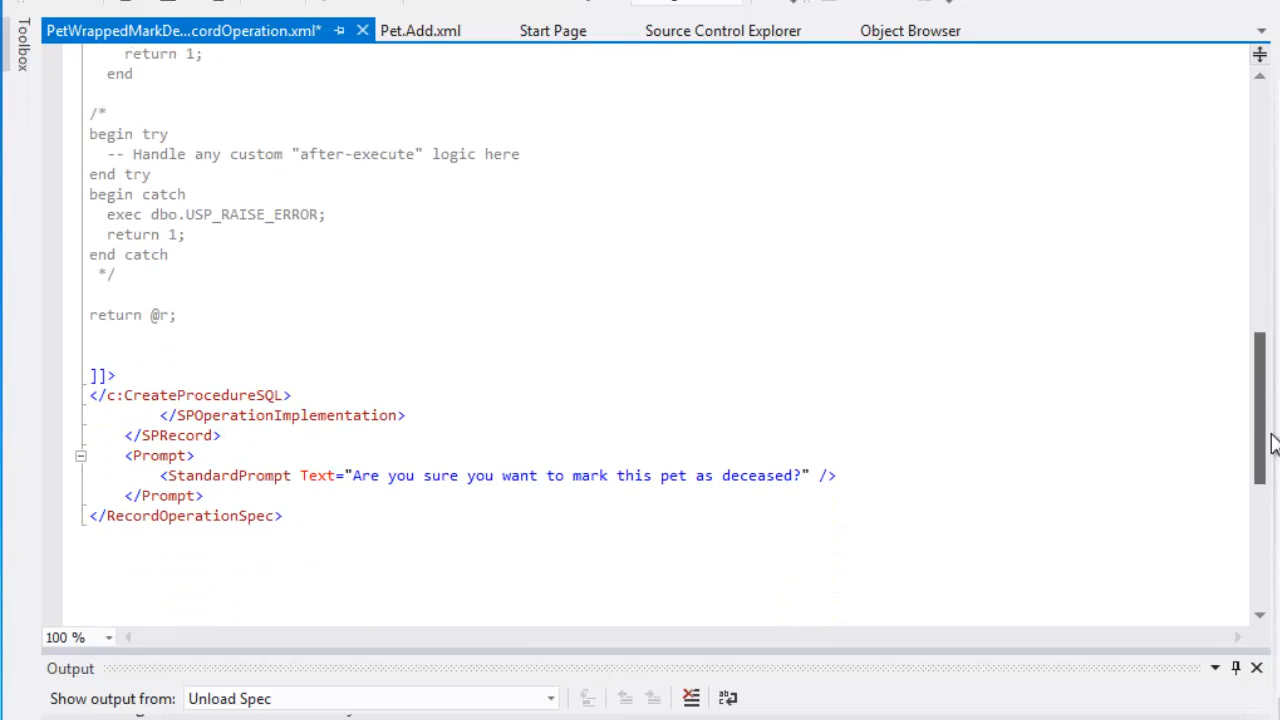 PetWrappedMarkDe...cordOperation.xml* Pet.Add.xml Start Page Source Control Explorer Object Browser
Toolbox
return 1;
end
/*
begin try
-- Handle any custom "after-execute" logic here
end try
begin catch
exec dbo.USP_RAISE_ERROR;
return 1;
end catch
*/
return @r;
]]>
</c:CreateProcedureSQL>
</SPOperationImplementation>
</SPRecord>
<Prompt>
<StandardPrompt Text="Are you sure you want to mark this pet as deceased?" />
</Prompt>
</RecordOperationSpec>
100 %
Output
Show output from: Unload Spec